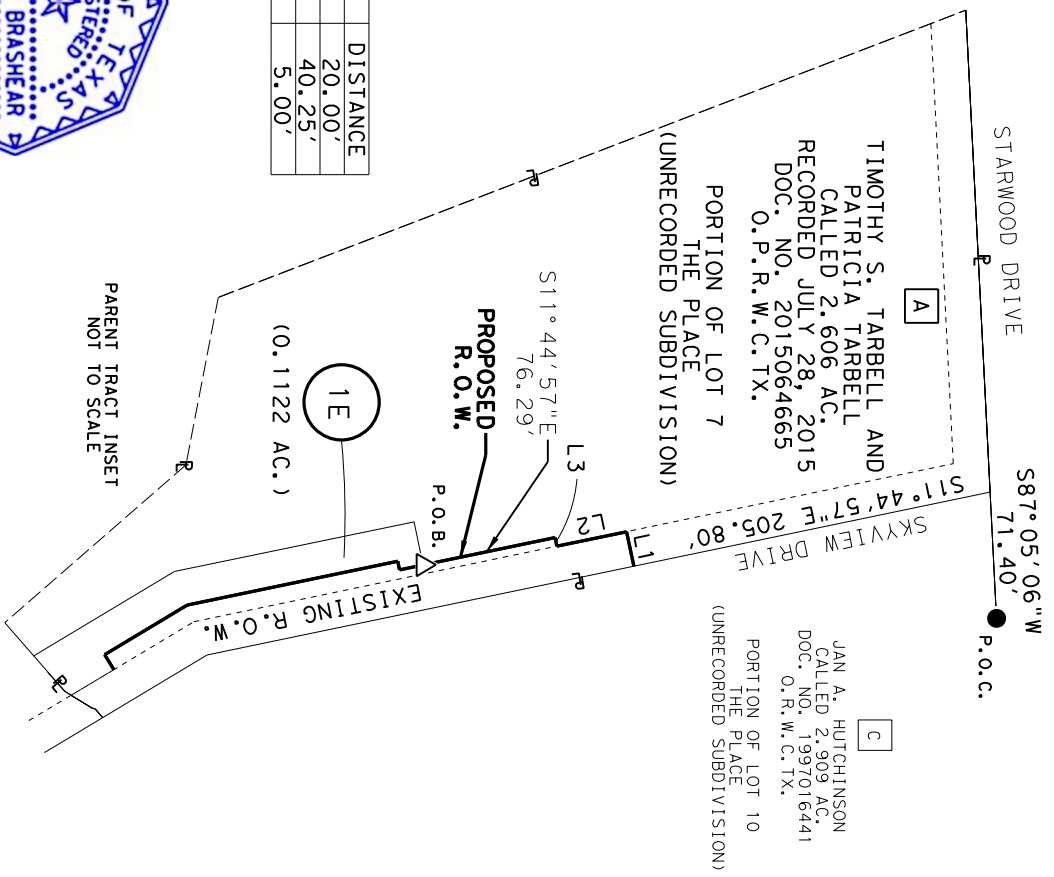 STARWOOD DRIVE
S87°05'06"W
71.40'
P.O.C.
A
TIMOTHY S. TARBELL AND
PATRICIA TARBELL
CALLED 2.606 AC.
RECORDED JULY 28, 2015
DOC. NO. 2015064665
O.P.R.W.C.TX.
PORTION OF LOT 7
THE PLACE
(UNRECORDED SUBDIVISION)
S11°44'57"E 205.80'
SKYVIEW DRIVE
C
JAN A. HUTCHINSON
CALLED 2.909 AC.
DOC. NO. 1997016441
O.R.W.C.TX.
PORTION OF LOT 10
THE PLACE
(UNRECORDED SUBDIVISION)
L1
L2
L3
S11°44'57"E
76.29'
PROPOSED
R.O.W.
P.O.B.
1E
(0.1122 AC.)
EXISTING R.O.W.
PARENT TRACT INSET
NOT TO SCALE
DISTANCE
20.00'
40.25'
5.00'
OF TEXAS
STERED
BRASHEAR